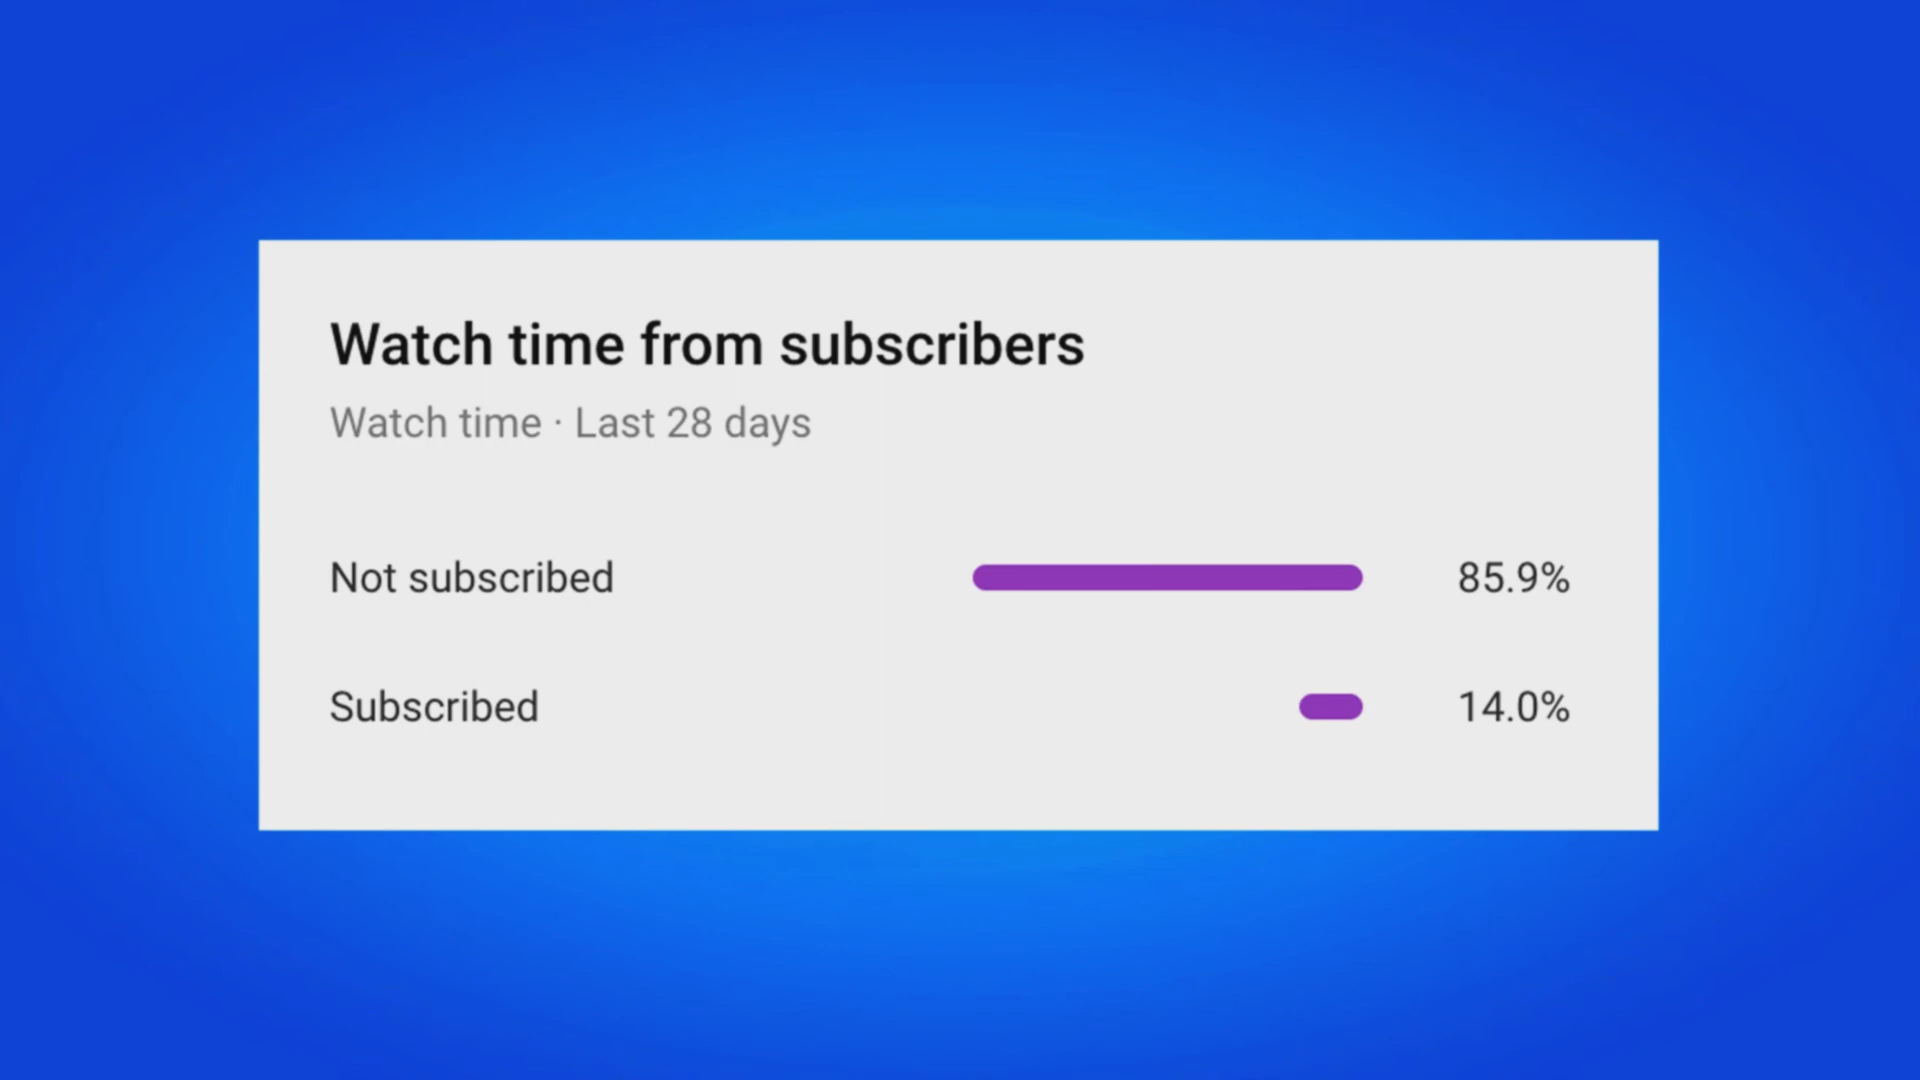 Watch time from subscribers
Watch time · Last 28 days
Not subscribed 85.9%
Subscribed 14.0%